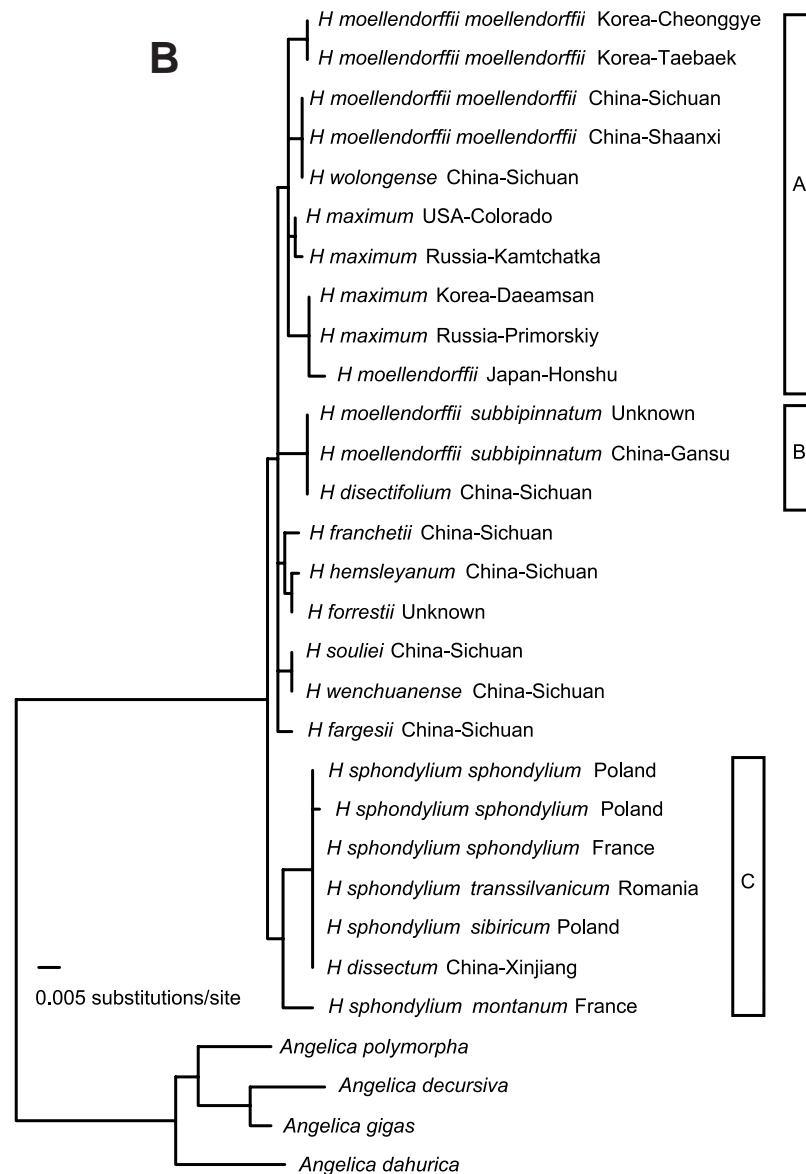 B
H moellendorffii moellendorffii Korea-Cheonggye
H moellendorffii moellendorffii Korea-Taebaek
H moellendorffii moellendorffii China-Sichuan
H moellendorffii moellendorffii China-Shaanxi
H wolongense China-Sichuan
A
H maximum USA-Colorado
H maximum Russia-Kamtchatka
H maximum Korea-Daeamsan
H maximum Russia-Primorskiy
H moellendorffii Japan-Honshu
H moellendorffii subbipinnatum Unknown
H moellendorffii subbipinnatum China-Gansu
B
H disectifolium China-Sichuan
H franchetii China-Sichuan
H hemsleyanum China-Sichuan
H forrestii Unknown
H souliei China-Sichuan
H wenchuanense China-Sichuan
H fargesii China-Sichuan
H sphondylium sphondylium Poland
H sphondylium sphondylium Poland
H sphondylium sphondylium France
C
H sphondylium transsilvanicum Romania
H sphondylium sibiricum Poland
H dissectum China-Xinjiang
0.005 substitutions/site
H sphondylium montanum France
Angelica polymorpha
Angelica decursiva
Angelica gigas
Angelica dahurica